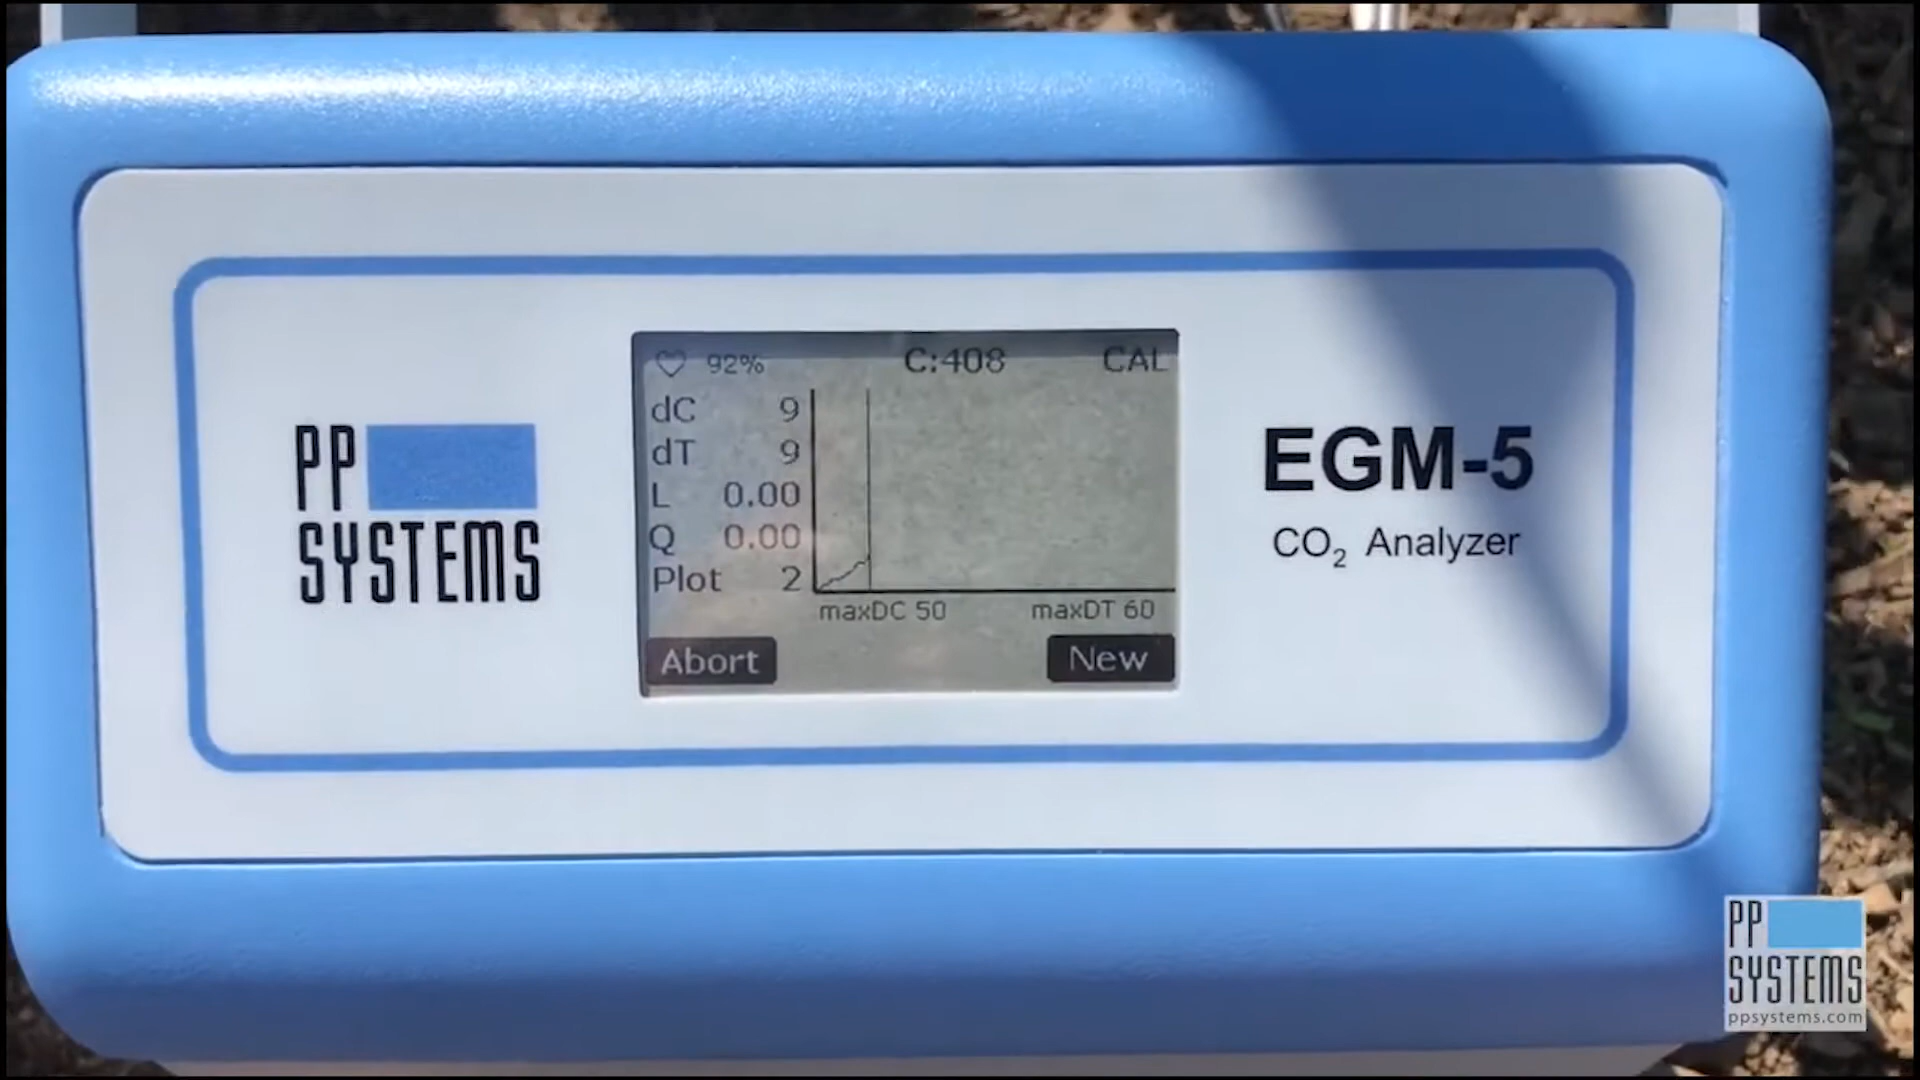 PP
SYSTEMS
92% C:408 CAL
dC 9
dT 9
L 0.00
Q 0.00
Plot 2
maxDC 50 maxDT 60
Abort New
EGM-5
CO₂ Analyzer
PP
SYSTEMS
ppsystems.com